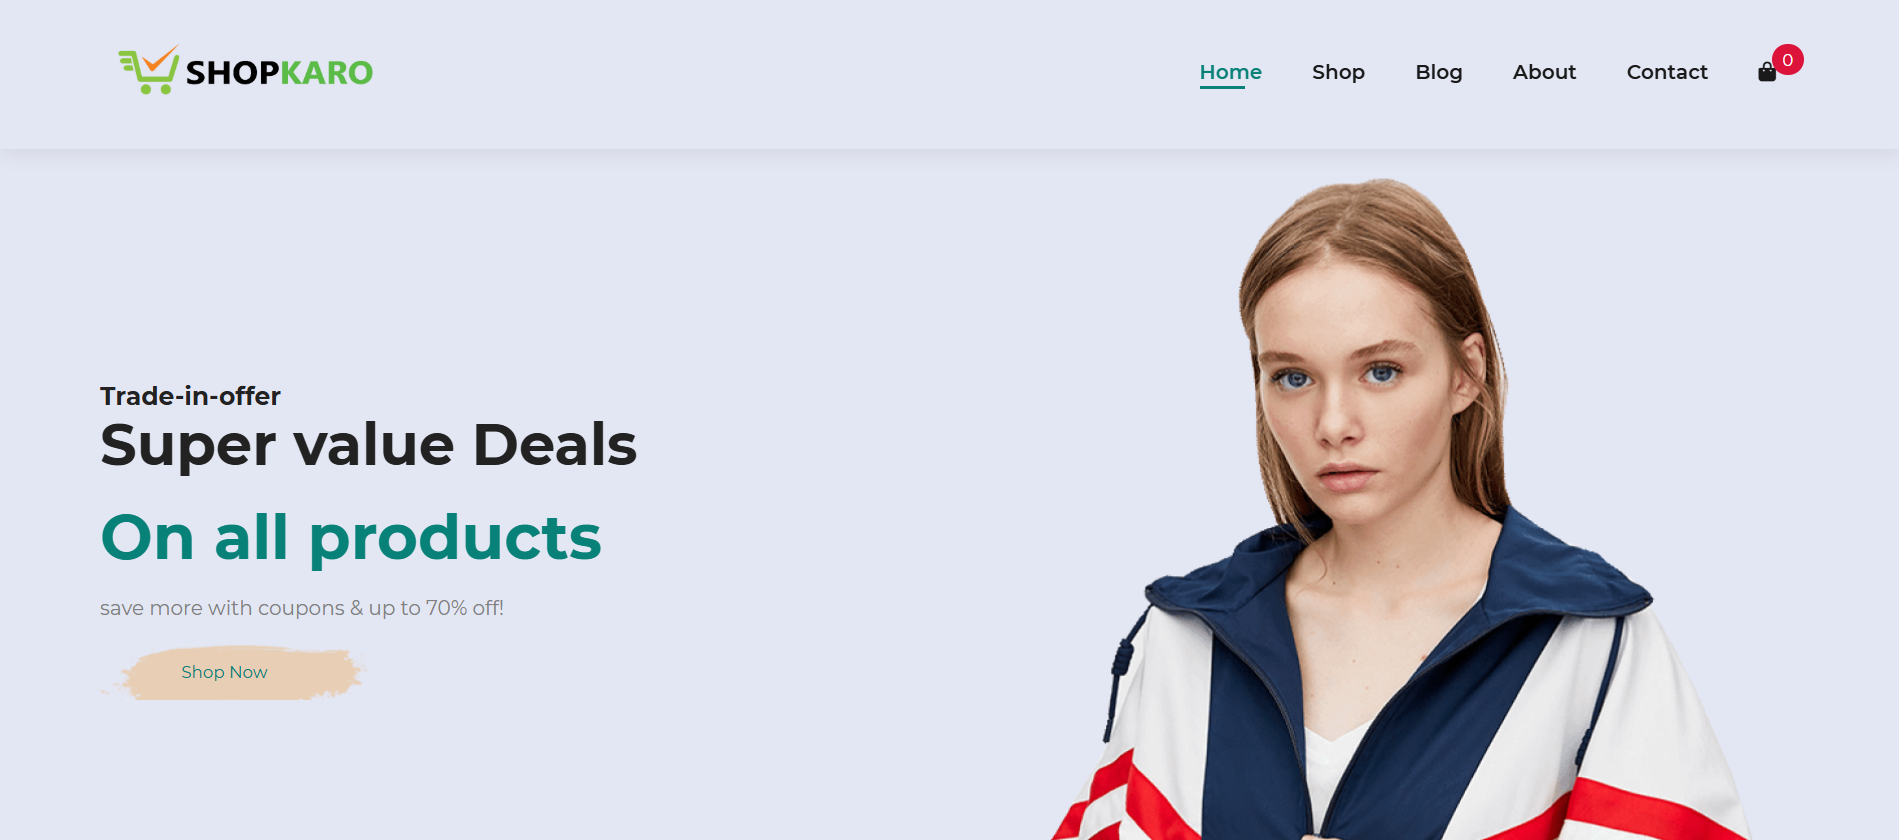 SHOPKARO
Home Shop Blog About Contact 0
Trade-in-offer
Super value Deals
On all products
save more with coupons & up to 70% off!
Shop Now